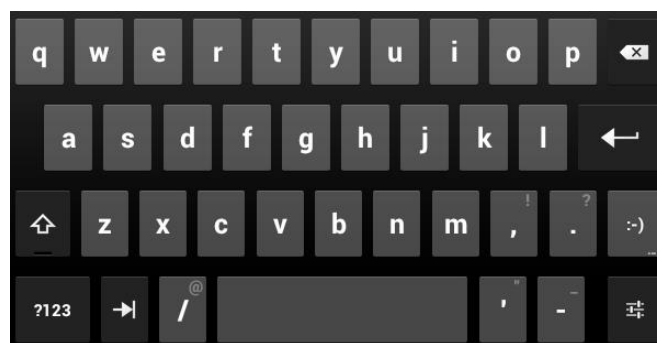 q w e r t y u i o p
a s d f g h j k l
z x c v b n m , ! . ? :-) ...
?123 / @ ' " - _